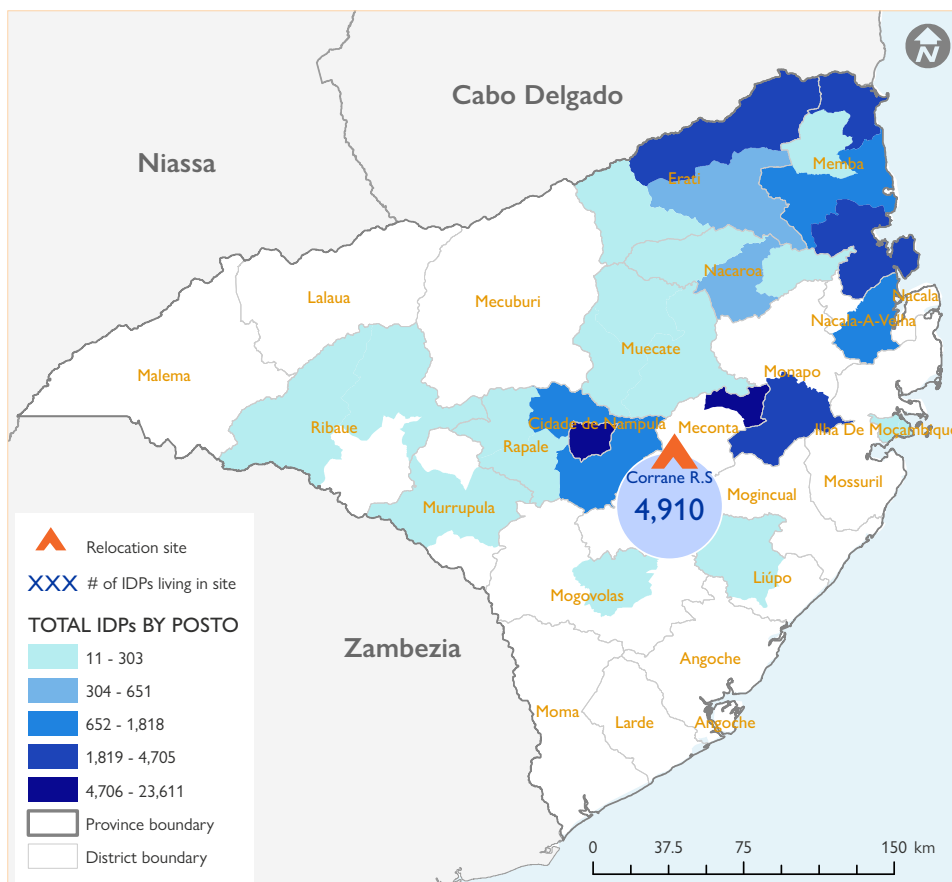 N
Cabo Delgado
Niassa
Memba
Erati
Nacaroa
Lalaua
Mecuburi
Nacala
Nacala-A-Velha
Muecate
Malema
Monapo
Ribaue
Cidade de Nampula
Meconta
Ilha De Moçambique
Rapale
Corrane R.S
4,910
Mogincual
Mossuril
Murrupula
Liúpo
Mogovolas
Zambezia
Angoche
Moma
Larde
Angoche
Relocation site
XXX # of IDPs living in site
TOTAL IDPs BY POSTO
11 - 303
304 - 651
652 - 1,818
1,819 - 4,705
4,706 - 23,611
Province boundary
District boundary
0 37.5 75 150 km